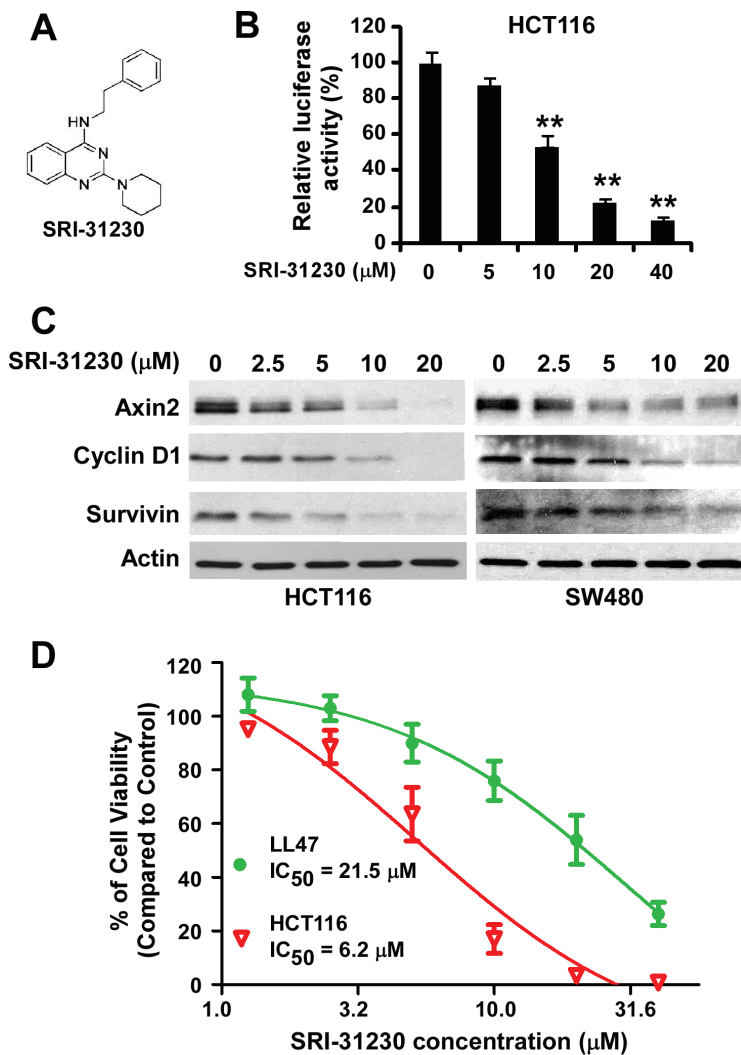 A
HN
N
N
N
SRI-31230
B
HCT116
Relative luciferase
activity (%)
120
100
80
60
40
20
0
**
**
**
SRI-31230 (µM)
0 5 10 20 40
C
SRI-31230 (µM) 0 2.5 5 10 20 0 2.5 5 10 20
Axin2
Cyclin D1
Survivin
Actin
HCT116 SW480
D
% of Cell Viability
(Compared to Control)
120
100
80
60
40
20
0
LL47
IC50 = 21.5 µM
HCT116
IC50 = 6.2 µM
1.0 3.2 10.0 31.6
SRI-31230 concentration (µM)